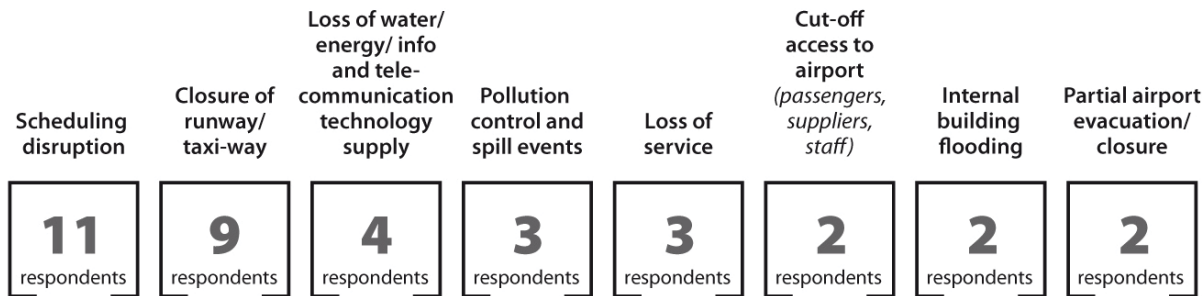 Scheduling
disruption
Closure of
runway/
taxi-way
Loss of water/
energy/ info
and tele-
communication
technology
supply
Pollution
control and
spill events
Loss of
service
Cut-off
access to
airport
(passengers,
suppliers,
staff)
Internal
building
flooding
Partial airport
evacuation/
closure
11
respondents
9
respondents
4
respondents
3
respondents
3
respondents
2
respondents
2
respondents
2
respondents